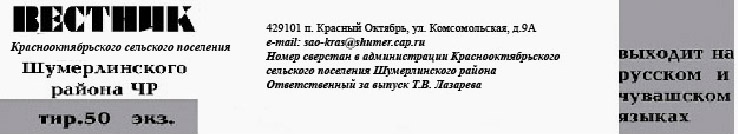 ВЕСТНИК
Краснооктябрьского сельского поселения
Шумерлинского
района ЧР
тир.50 экз.
429101 п. Красный Октябрь, ул. Комсомольская, д.9А
e-mail: sao-kras@shumer.cap.ru
Номер сверстан в администрации Краснооктябрьского
сельского поселения Шумерлинского района
Ответственный за выпуск Т.В. Лазарева
выходит на
русском и
чувашском
языках